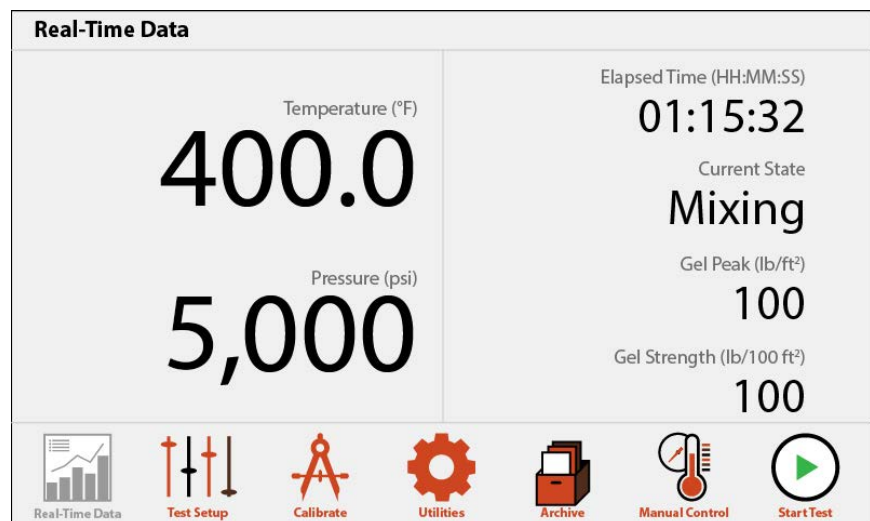 Real-Time Data
Temperature (°F)
400.0
Pressure (psi)
5,000
Elapsed Time (HH:MM:SS)
01:15:32
Current State
Mixing
Gel Peak (lb/ft²)
100
Gel Strength (lb/100 ft²)
100
Real-Time Data
Test Setup
Calibrate
Utilities
Archive
Manual Control
Start Test